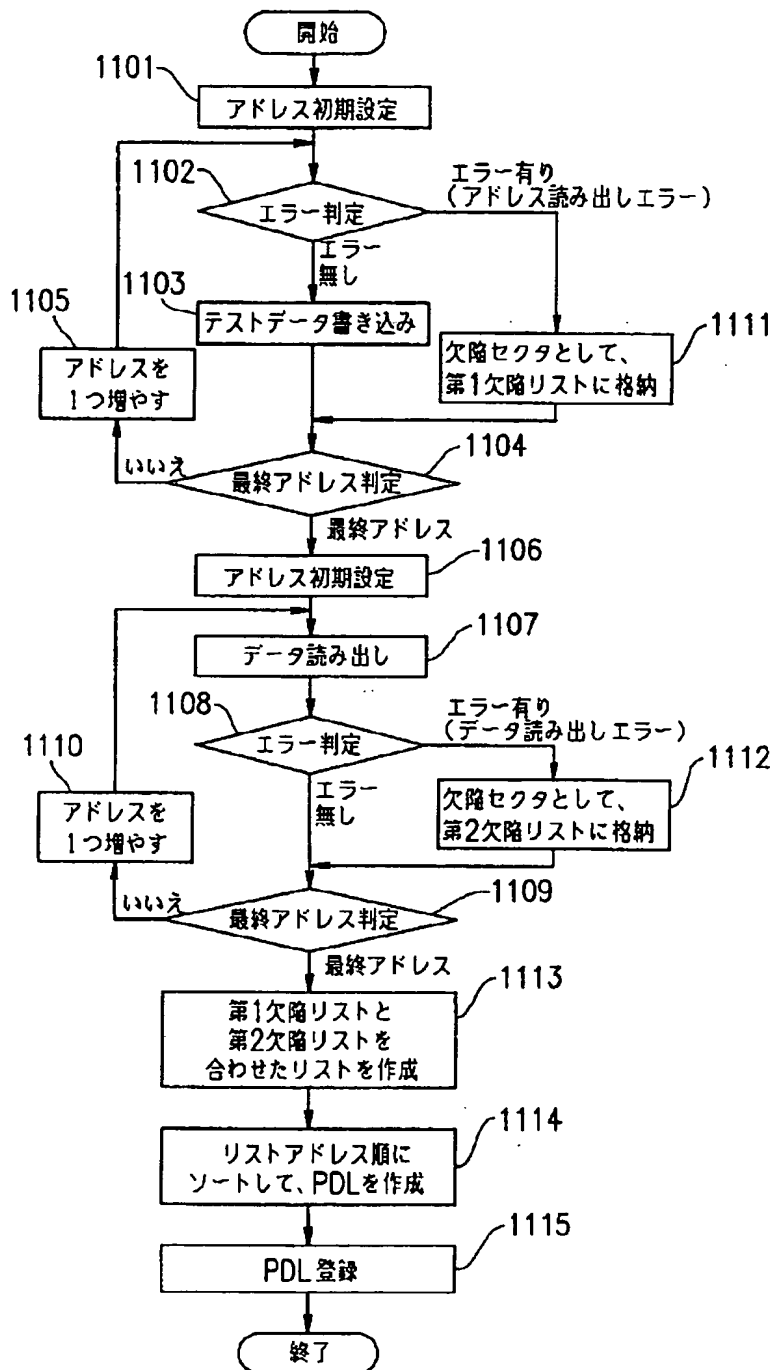 開始
1101
アドレス初期設定
1102
エラー判定
エラー有り
(アドレス読み出しエラー)
エラー
無し
1103
テストデータ書き込み
1105
アドレスを
1つ増やす
1111
欠陥セクタとして、
第1欠陥リストに格納
1104
最終アドレス判定
いいえ
最終アドレス
1106
アドレス初期設定
1107
データ読み出し
1108
エラー判定
エラー有り
(データ読み出しエラー)
エラー
無し
1110
アドレスを
1つ増やす
1112
欠陥セクタとして、
第2欠陥リストに格納
1109
最終アドレス判定
いいえ
最終アドレス
1113
第1欠陥リストと
第2欠陥リストを
合わせたリストを作成
1114
リストアドレス順に
ソートして、PDLを作成
1115
PDL登録
終了